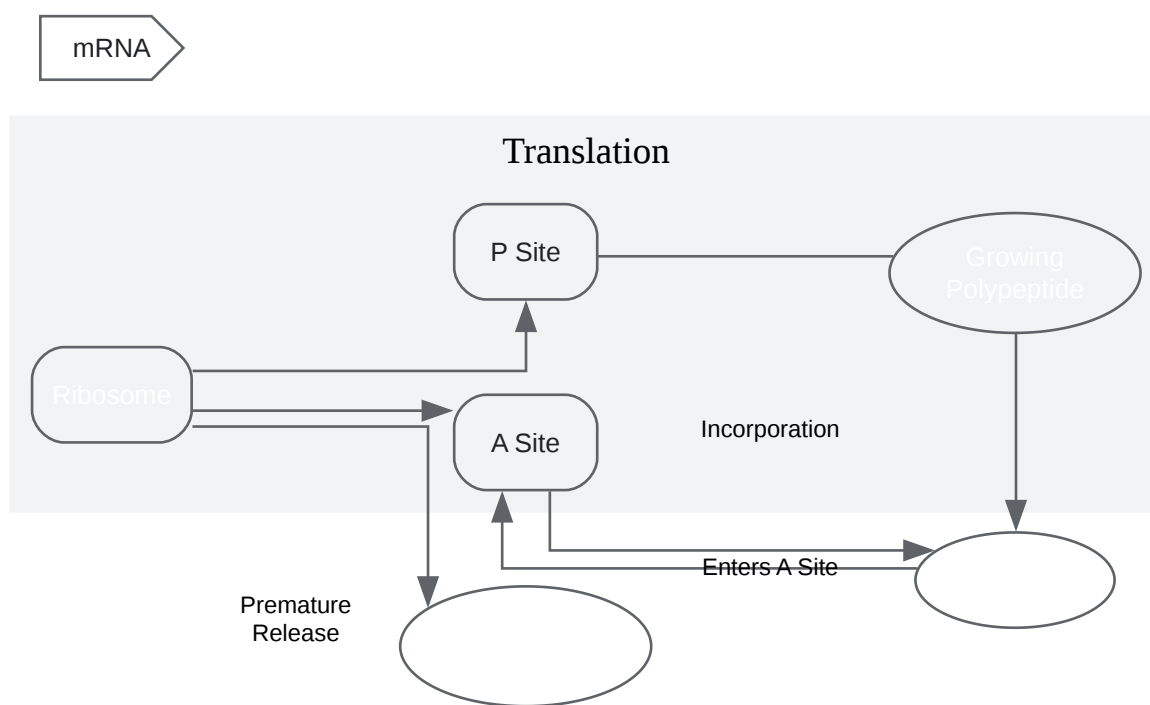 mRNA
Translation
P Site
Growing
Polypeptide
Ribosome
A Site
Incorporation
Enters A Site
Premature
Release